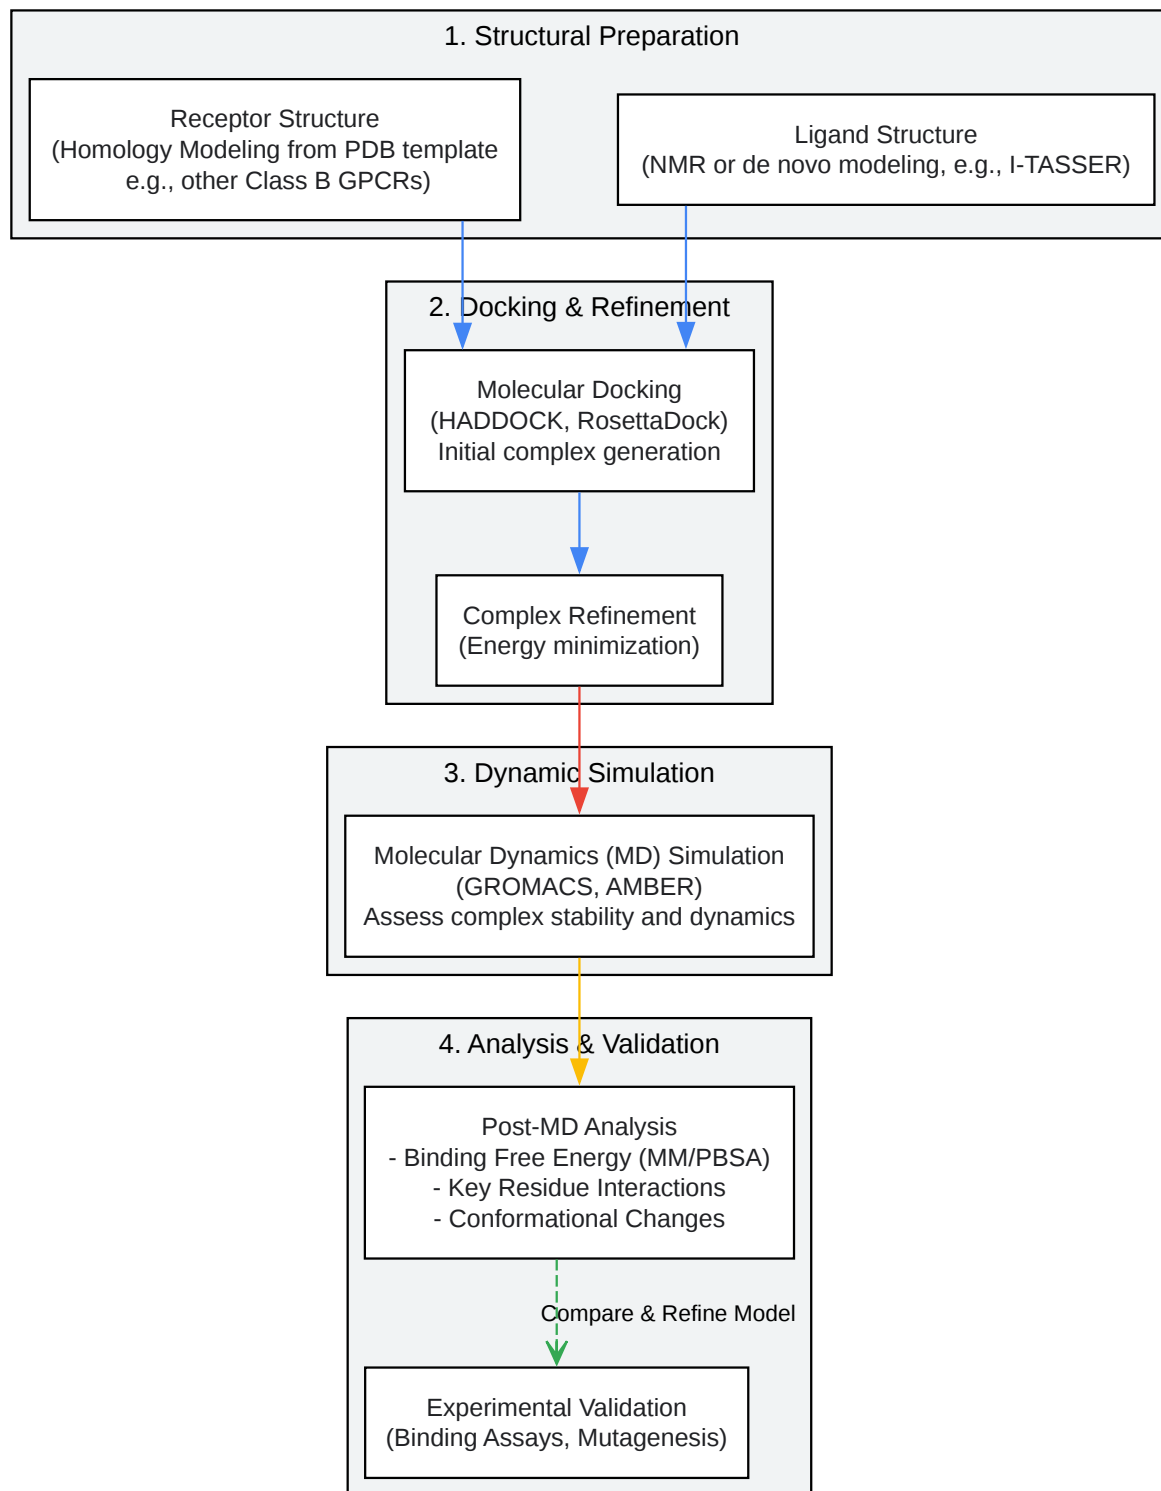 1. Structural Preparation
Receptor Structure
(Homology Modeling from PDB template
e.g., other Class B GPCRs)
Ligand Structure
(NMR or de novo modeling, e.g., I-TASSER)
2. Docking & Refinement
Molecular Docking
(HADDOCK, RosettaDock)
Initial complex generation
Complex Refinement
(Energy minimization)
3. Dynamic Simulation
Molecular Dynamics (MD) Simulation
(GROMACS, AMBER)
Assess complex stability and dynamics
4. Analysis & Validation
Post-MD Analysis
- Binding Free Energy (MM/PBSA)
- Key Residue Interactions
- Conformational Changes
Compare & Refine Model
Experimental Validation
(Binding Assays, Mutagenesis)